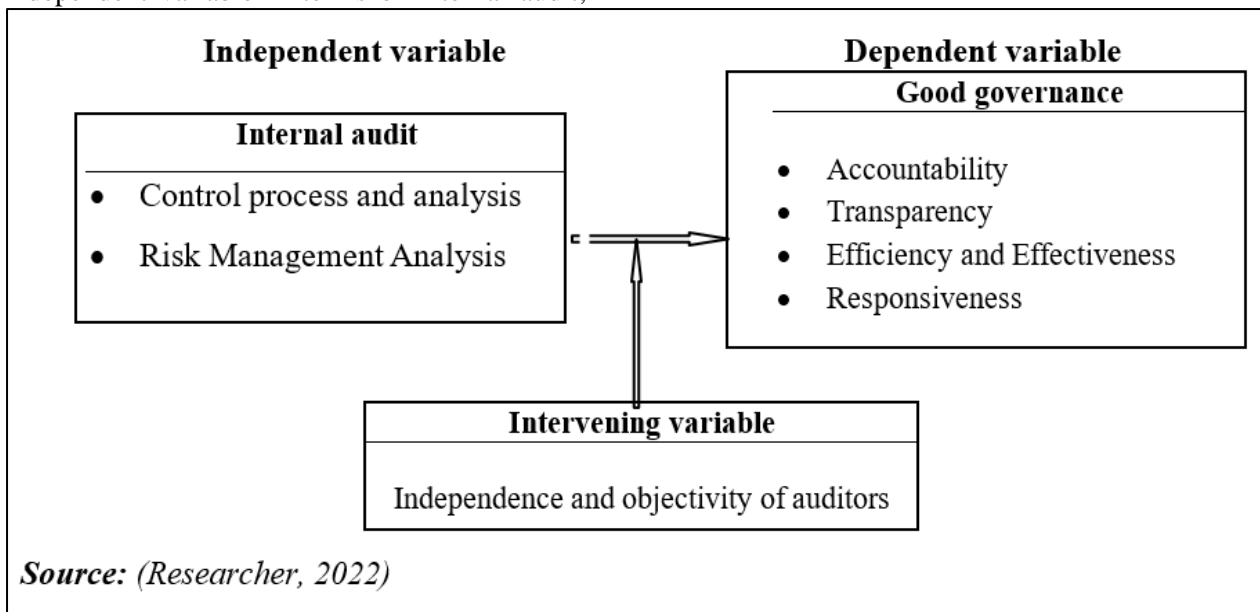 Independent variable
Dependent variable
Internal audit
• Control process and analysis
• Risk Management Analysis
Good governance
• Accountability
• Transparency
• Efficiency and Effectiveness
• Responsiveness
Intervening variable
Independence and objectivity of auditors
Source: (Researcher, 2022)